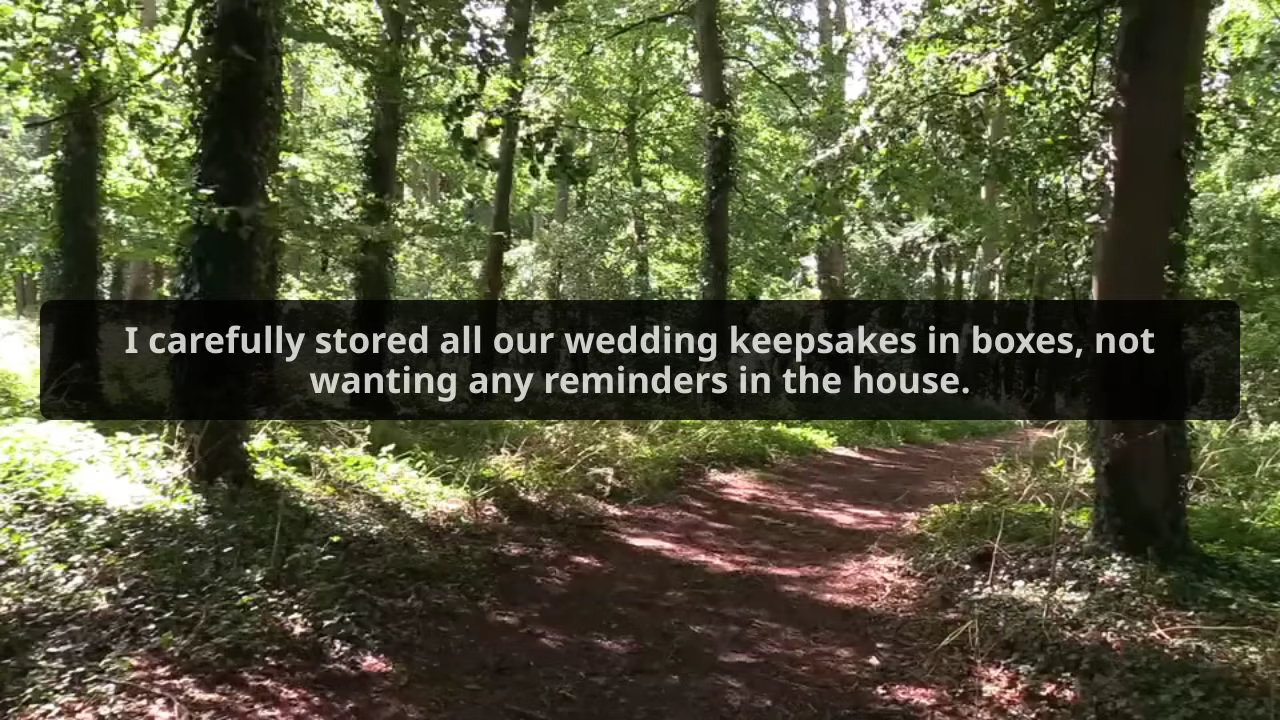 I carefully stored all our wedding keepsakes in boxes, not
wanting any reminders in the house.